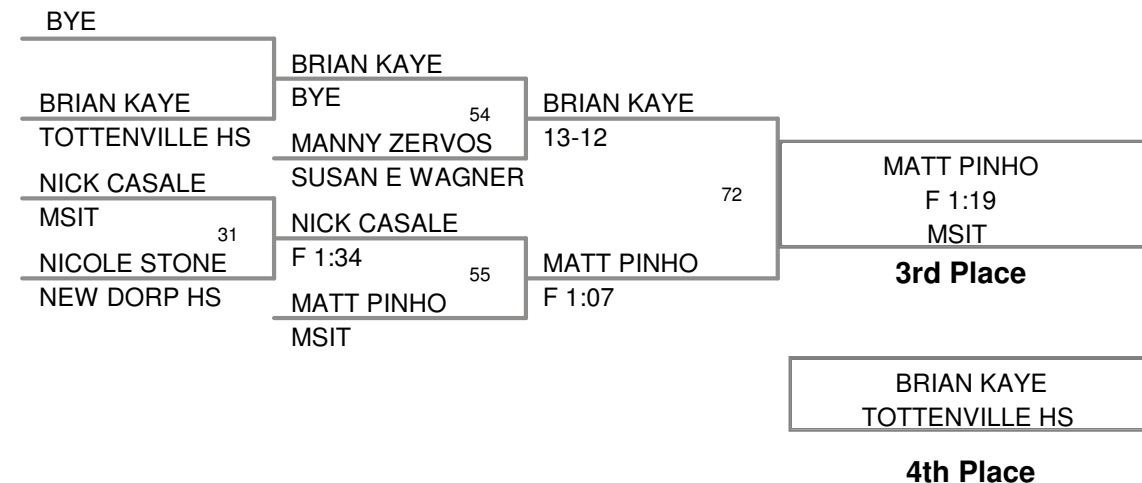 BYE
BRIAN KAYE
TOTTENVILLE HS
NICK CASALE
MSIT
31
NICOLE STONE
NEW DORP HS
BRIAN KAYE
BYE
54
MANNY ZERVOS
SUSAN E WAGNER
NICK CASALE
F 1:34
55
MATT PINHO
MSIT
BRIAN KAYE
13-12
72
MATT PINHO
F 1:07
MATT PINHO
F 1:19
MSIT
3rd Place
BRIAN KAYE
TOTTENVILLE HS
4th Place